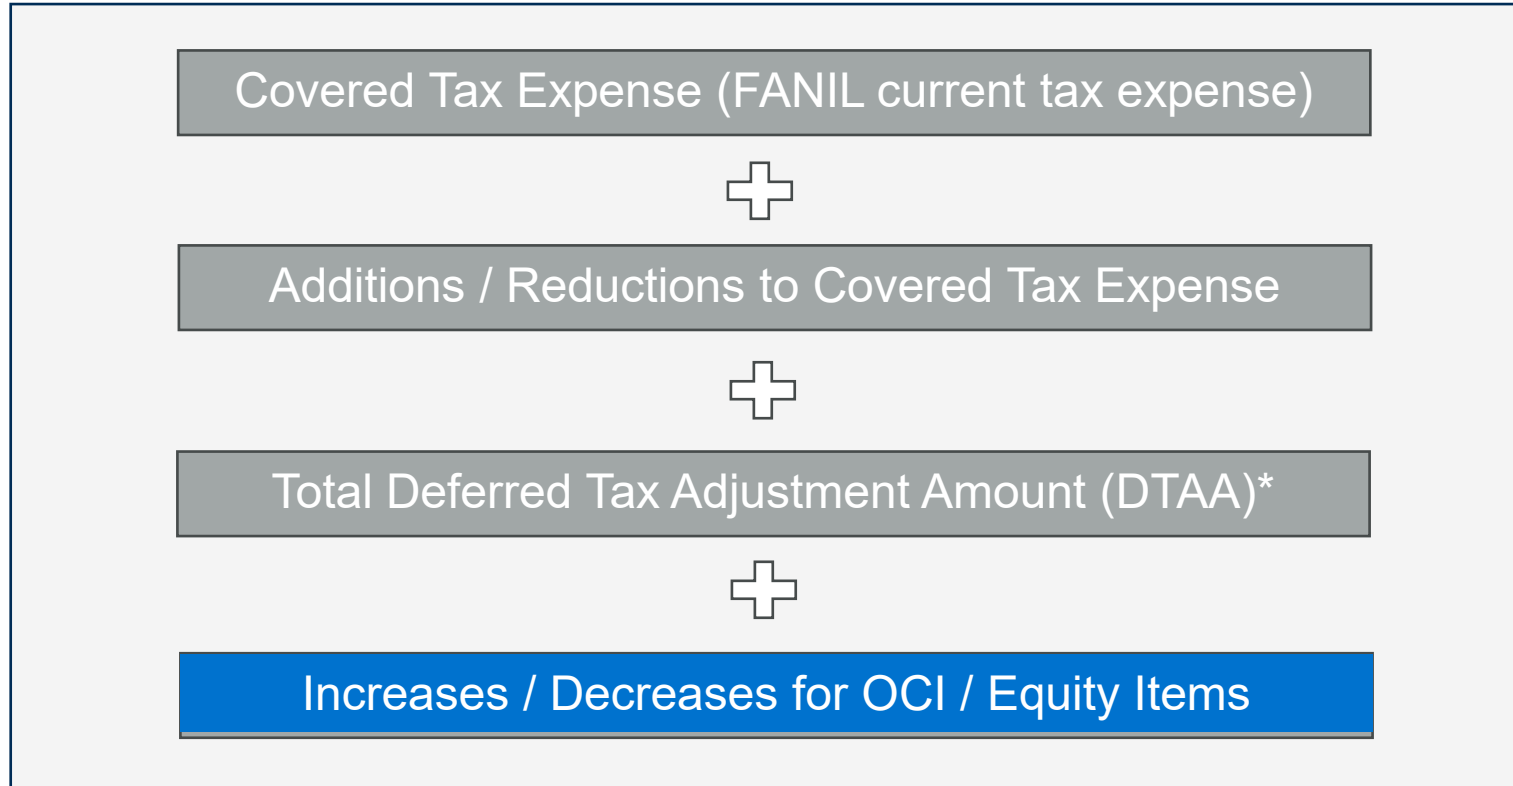 Covered Tax Expense (FANIL current tax expense)
Additions / Reductions to Covered Tax Expense
Total Deferred Tax Adjustment Amount (DTAA)*
Increases / Decreases for OCI / Equity Items